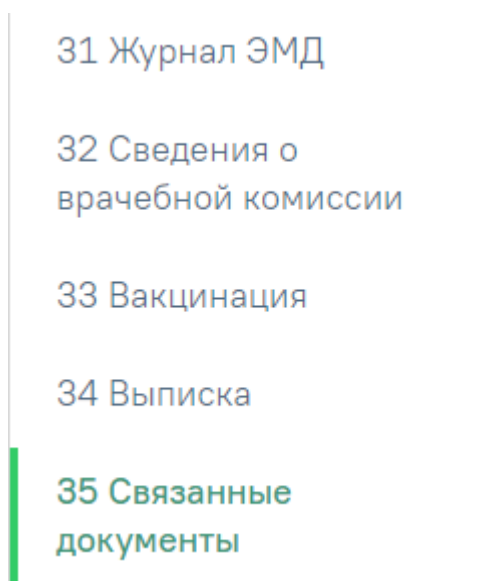 31 Журнал ЭМД
32 Сведения о
врачебной комиссии
33 Вакцинация
34 Выписка
35 Связанные
документы